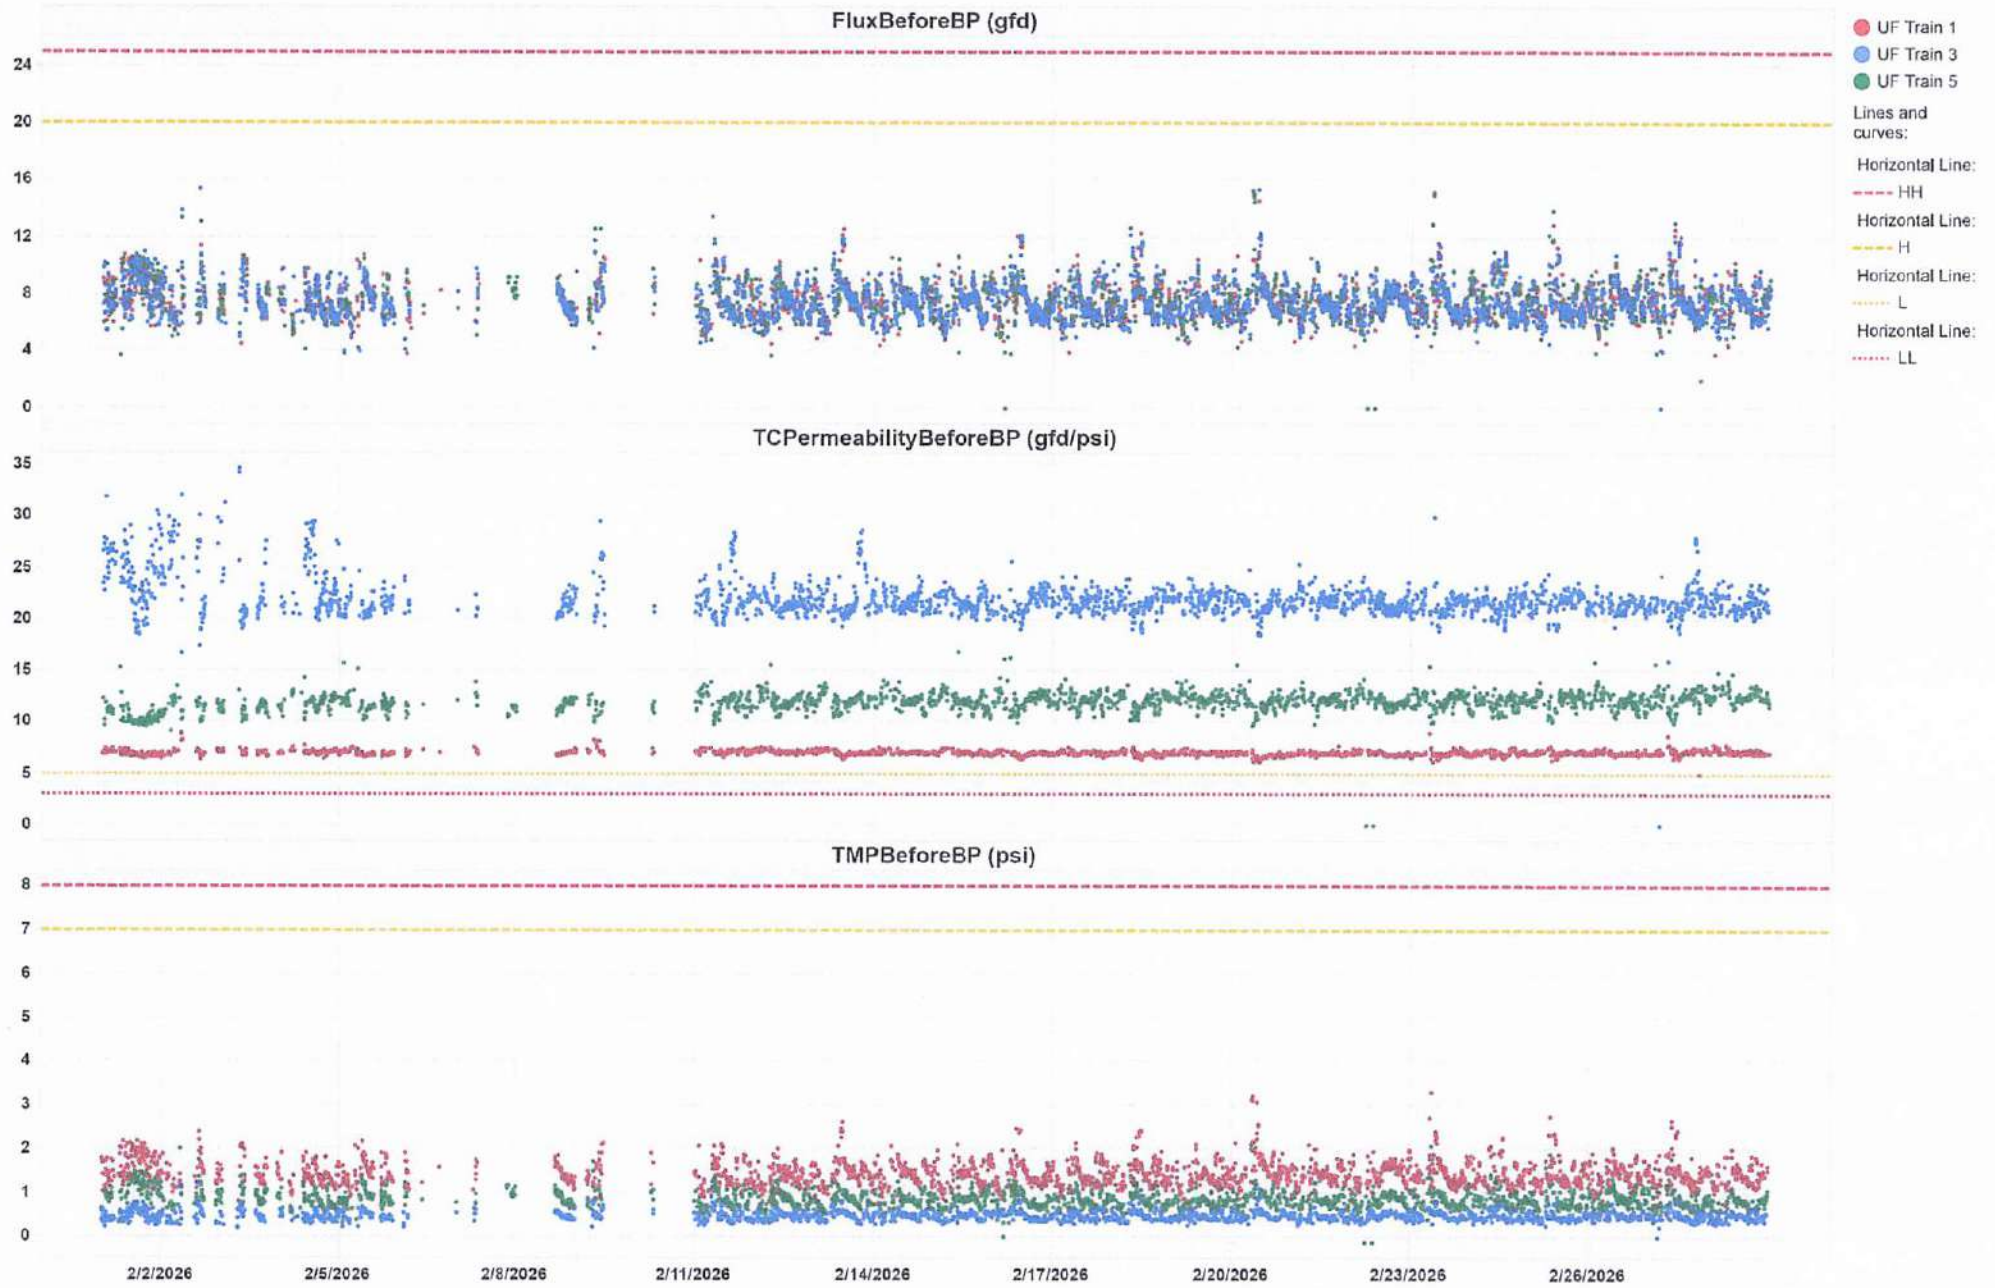 FluxBeforeBP (gfd)
24
20
16
12
8
4
0
TCPermeabilityBeforeBP (gfd/psi)
35
30
25
20
15
10
5
0
TMPBeforeBP (psi)
8
7
6
5
4
3
2
1
0
2/2/2026
2/5/2026
2/8/2026
2/11/2026
2/14/2026
2/17/2026
2/20/2026
2/23/2026
2/26/2026
UF Train 1
UF Train 3
UF Train 5
Lines and
curves:
Horizontal Line:
HH
Horizontal Line:
H
Horizontal Line:
L
Horizontal Line:
LL